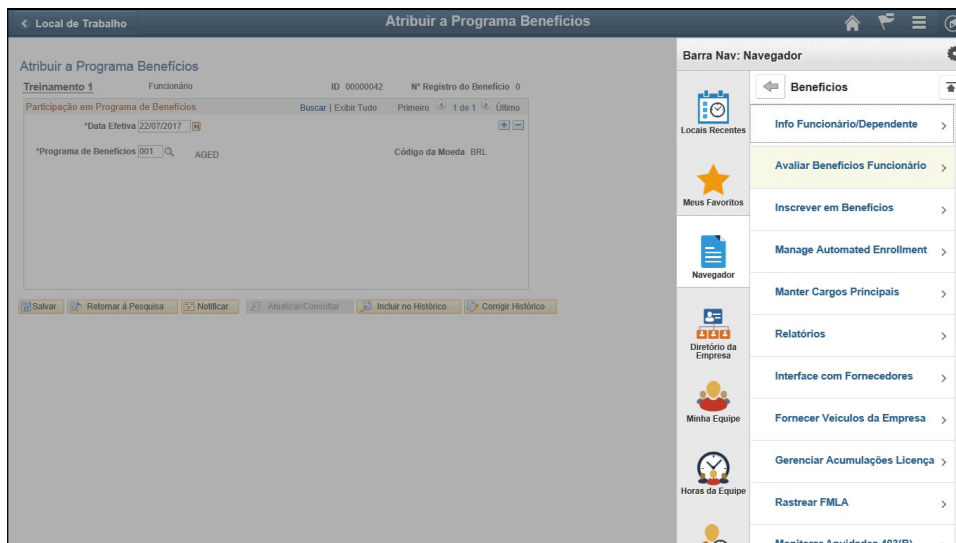 Local de Trabalho
Atribuir a Programa Benefícios
Barra Nav: Navegador
Atribuir a Programa Benefícios
Treinamento 1 Funcionário ID 00000042 Nº Registro do Benefício 0
Participação em Programa de Benefícios Buscar | Exibir Tudo Primeiro 1 de 1 Último
*Data Efetiva 22/07/2017
*Programa de Benefícios 001 AGED Código da Moeda BRL
Salvar Retornar à Pesquisa Notificar Atualizar/Consultar Incluir no Histórico Corrigir Histórico
Locais Recentes
Meus Favoritos
Navegador
Diretório da
Empresa
Minha Equipe
Horas da Equipe
Benefícios
Info Funcionário/Dependente
Avaliar Benefícios Funcionário
Inscrever em Benefícios
Manage Automated Enrollment
Manter Cargos Principais
Relatórios
Interface com Fornecedores
Fornecer Veículos da Empresa
Gerenciar Acumulações Licença
Rastrear FMLA
Monitorar Anuidades 403(B)